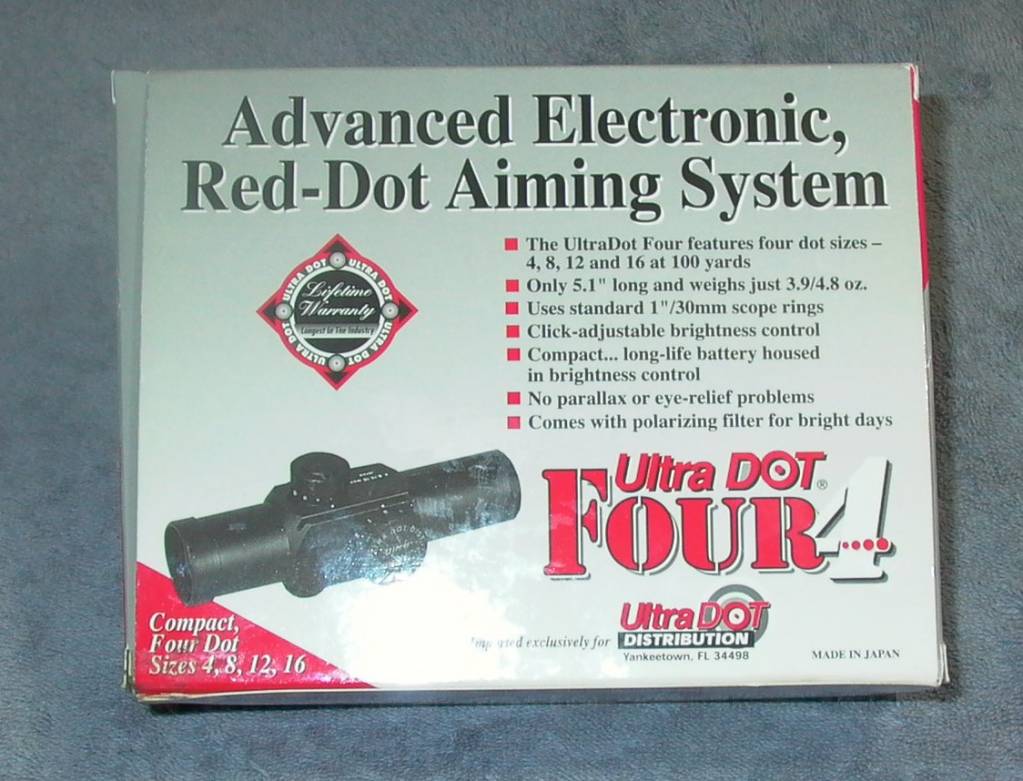 Advanced Electronic,
Red-Dot Aiming System
ULTRA DOT
ULTRA DOT
ULTRA DOT
ULTRA DOT
Lifetime
Warranty
Longest In The Industry
The UltraDot Four features four dot sizes –
4, 8, 12 and 16 at 100 yards
Only 5.1" long and weighs just 3.9/4.8 oz.
Uses standard 1"/30mm scope rings
Click-adjustable brightness control
Compact... long-life battery housed
in brightness control
No parallax or eye-relief problems
Comes with polarizing filter for bright days
Ultra DOT®
FOUR 4
Compact,
Four Dot
Sizes 4, 8, 12, 16
Imported exclusively for
Ultra DOT
DISTRIBUTION
Yankeetown, FL 34498
MADE IN JAPAN